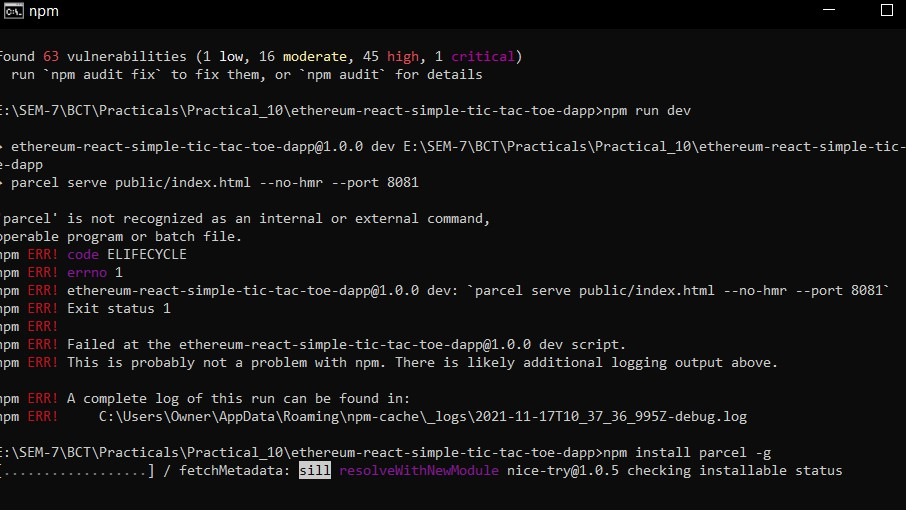 npm
found 63 vulnerabilities (1 low, 16 moderate, 45 high, 1 critical)
run `npm audit fix` to fix them, or `npm audit` for details
E:\SEM-7\BCT\Practicals\Practical_10\ethereum-react-simple-tic-tac-toe-dapp>npm run dev
> ethereum-react-simple-tic-tac-toe-dapp@1.0.0 dev E:\SEM-7\BCT\Practicals\Practical_10\ethereum-react-simple-tic-
e-dapp
> parcel serve public/index.html --no-hmr --port 8081
'parcel' is not recognized as an internal or external command,
operable program or batch file.
npm ERR! code ELIFECYCLE
npm ERR! errno 1
npm ERR! ethereum-react-simple-tic-tac-toe-dapp@1.0.0 dev: `parcel serve public/index.html --no-hmr --port 8081`
npm ERR! Exit status 1
npm ERR!
npm ERR! Failed at the ethereum-react-simple-tic-tac-toe-dapp@1.0.0 dev script.
npm ERR! This is probably not a problem with npm. There is likely additional logging output above.
npm ERR! A complete log of this run can be found in:
npm ERR!     C:\Users\Owner\AppData\Roaming\npm-cache\_logs\2021-11-17T10_37_36_995Z-debug.log
E:\SEM-7\BCT\Practicals\Practical_10\ethereum-react-simple-tic-tac-toe-dapp>npm install parcel -g
[..................] / fetchMetadata: sill resolveWithNewModule nice-try@1.0.5 checking installable status